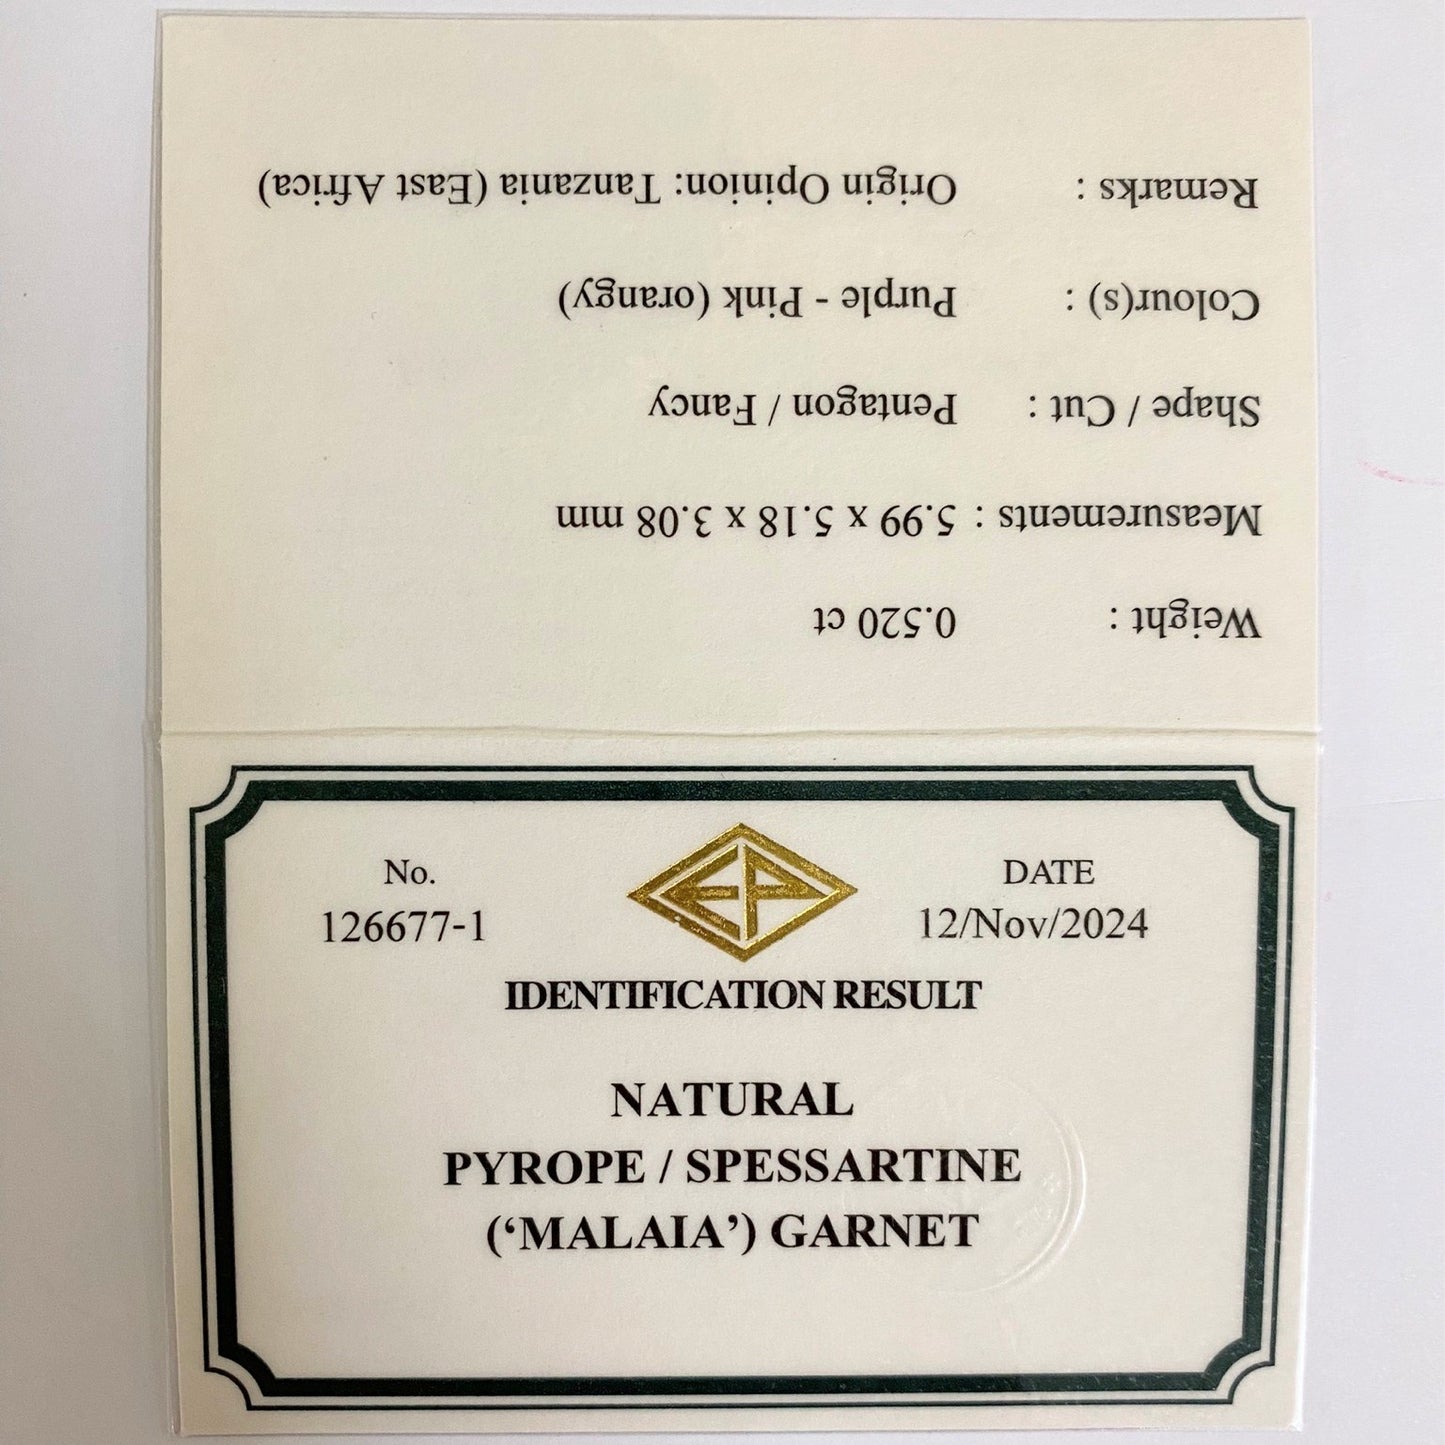 Weight : 0.520 ct
Measurements : 5.99 x 5.18 x 3.08 mm
Shape / Cut : Pentagon / Fancy
Colour(s) : Purple - Pink (orangy)
Remarks : Origin Opinion: Tanzania (East Africa)
No. DATE
126677-1 12/Nov/2024
EP
IDENTIFICATION RESULT
NATURAL
PYROPE / SPESSARTINE
(‘MALAIA’) GARNET